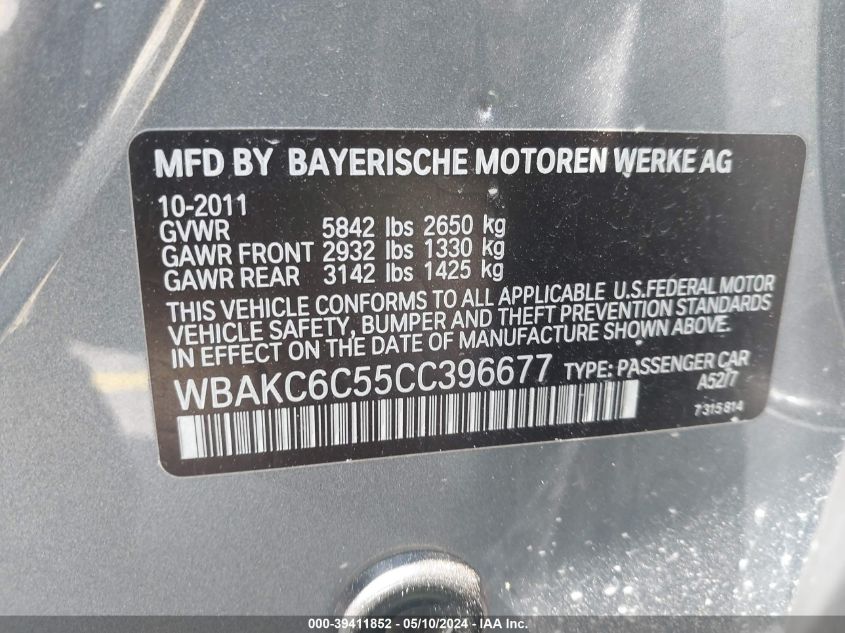 MFD BY BAYERISCHE MOTOREN WERKE AG
10-2011
GVWR 5842 lbs 2650 kg
GAWR FRONT 2932 lbs 1330 kg
GAWR REAR 3142 lbs 1425 kg
THIS VEHICLE CONFORMS TO ALL APPLICABLE U.S.FEDERAL MOTOR
VEHICLE SAFETY, BUMPER AND THEFT PREVENTION STANDARDS
IN EFFECT ON THE DATE OF MANUFACTURE SHOWN ABOVE.
WBAKC6C55CC396677 TYPE: PASSENGER CAR
A52/7
7315814
000-39411852 - 05/10/2024 - IAA Inc.